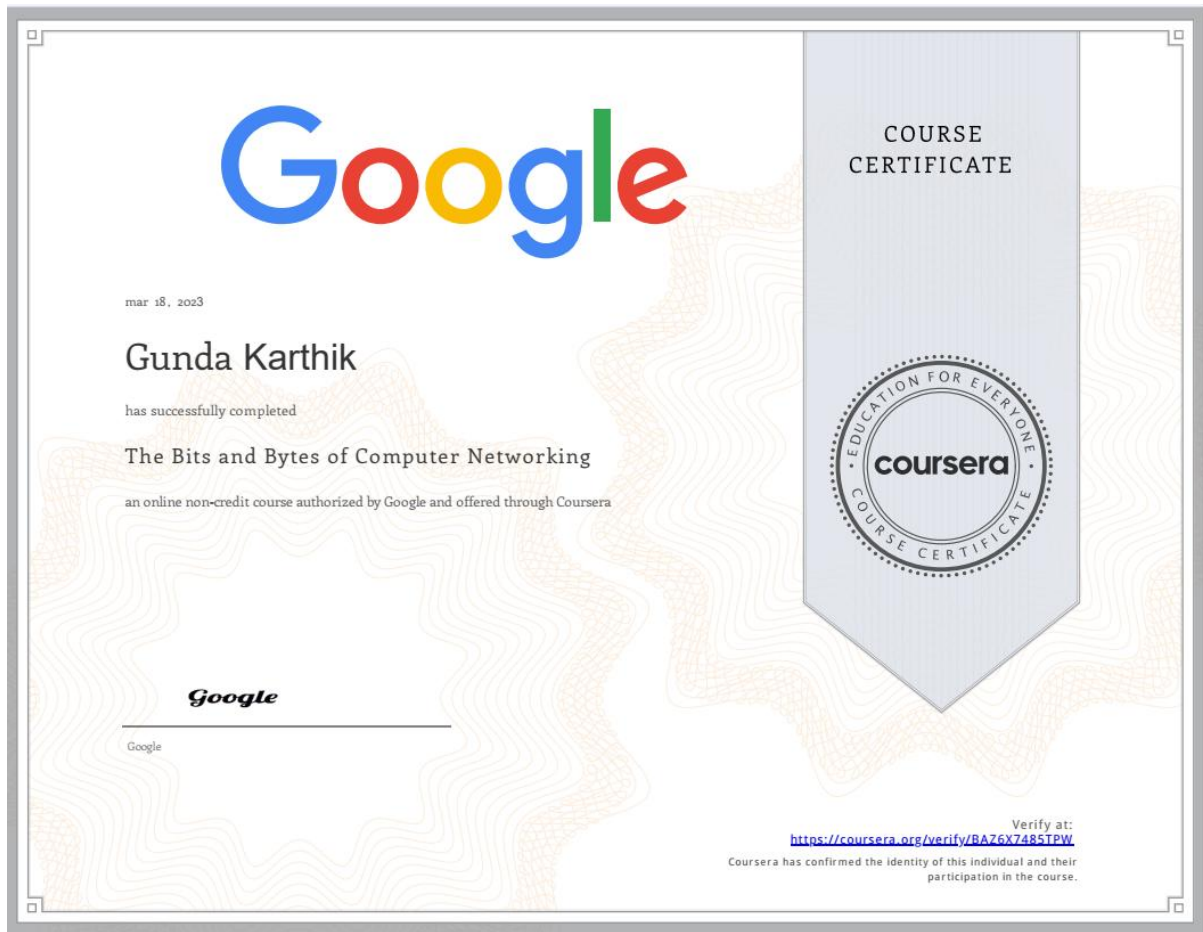 Google
COURSE
CERTIFICATE
mar 18, 2023
Gunda Karthik
has successfully completed
The Bits and Bytes of Computer Networking
an online non-credit course authorized by Google and offered through Coursera
EDUCATION FOR EVERYONE
coursera
COURSE CERTIFICATE
Google
Google
Verify at:
https://coursera.org/verify/BAZ6X7485TPW
Coursera has confirmed the identity of this individual and their
participation in the course.